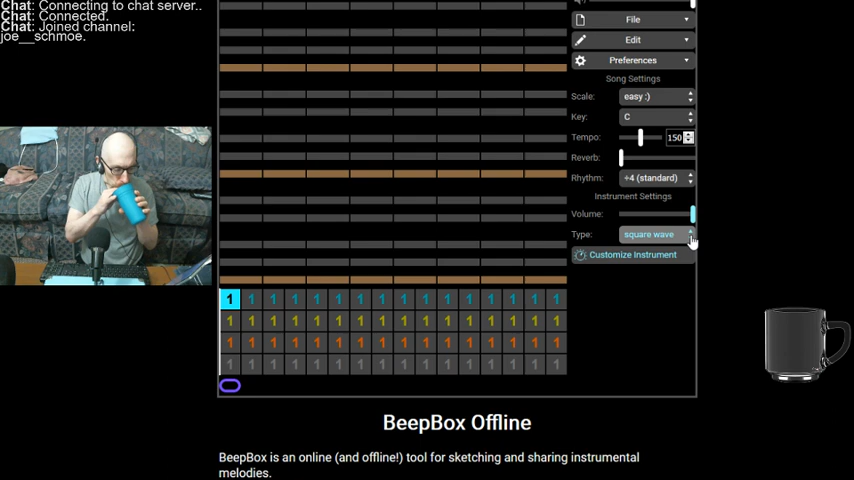 Chat: Connecting to chat server..
Chat: Connected.
Chat: Joined channel:
joe__schmoe.
File
Edit
Preferences
Song Settings
Scale: easy :)
Key: C
Tempo: 150
Reverb:
Rhythm: ÷4 (standard)
Instrument Settings
Volume:
Type: square wave
Customize Instrument
1 1 1 1 1 1 1 1 1 1 1 1 1 1 1 1
1 1 1 1 1 1 1 1 1 1 1 1 1 1 1 1
1 1 1 1 1 1 1 1 1 1 1 1 1 1 1 1
1 1 1 1 1 1 1 1 1 1 1 1 1 1 1 1
BeepBox Offline
BeepBox is an online (and offline!) tool for sketching and sharing instrumental
melodies.